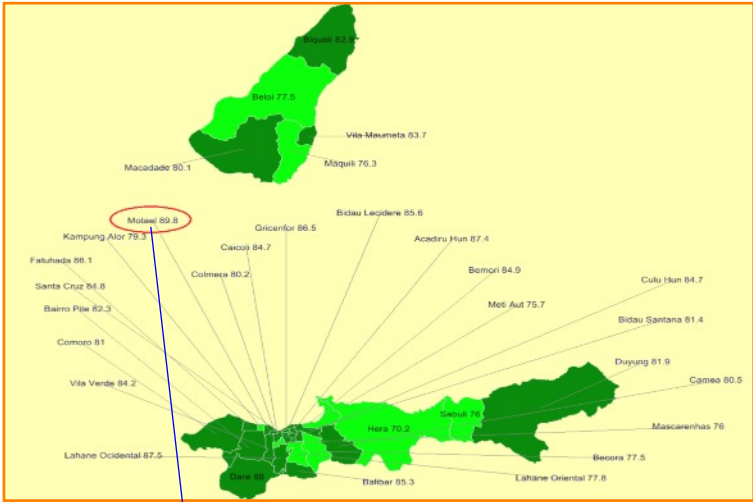 Biqueli 82.9
Beloi 77.5
Vila Maumeta 83.7
Maquili 76.3
Macadade 80.1
Bidau Lecidere 85.6
Motael 89.8
Gricenfor 86.5
Kampung Alor 79.3
Acadiru Hun 87.4
Caicoli 84.7
Fatuhada 86.1
Bemori 84.9
Colmera 80.2
Culu Hun 84.7
Santa Cruz 84.8
Meti Aut 75.7
Bairro Pite 82.3
Bidau Santana 81.4
Comoro 81
Duyung 81.9
Camea 80.5
Vila Verde 84.2
Sabuli 76
Hera 70.2
Mascarenhas 76
Lahane Ocidental 87.5
Becora 77.5
Dare 86
Lahane Oriental 77.8
Balibar 85.3